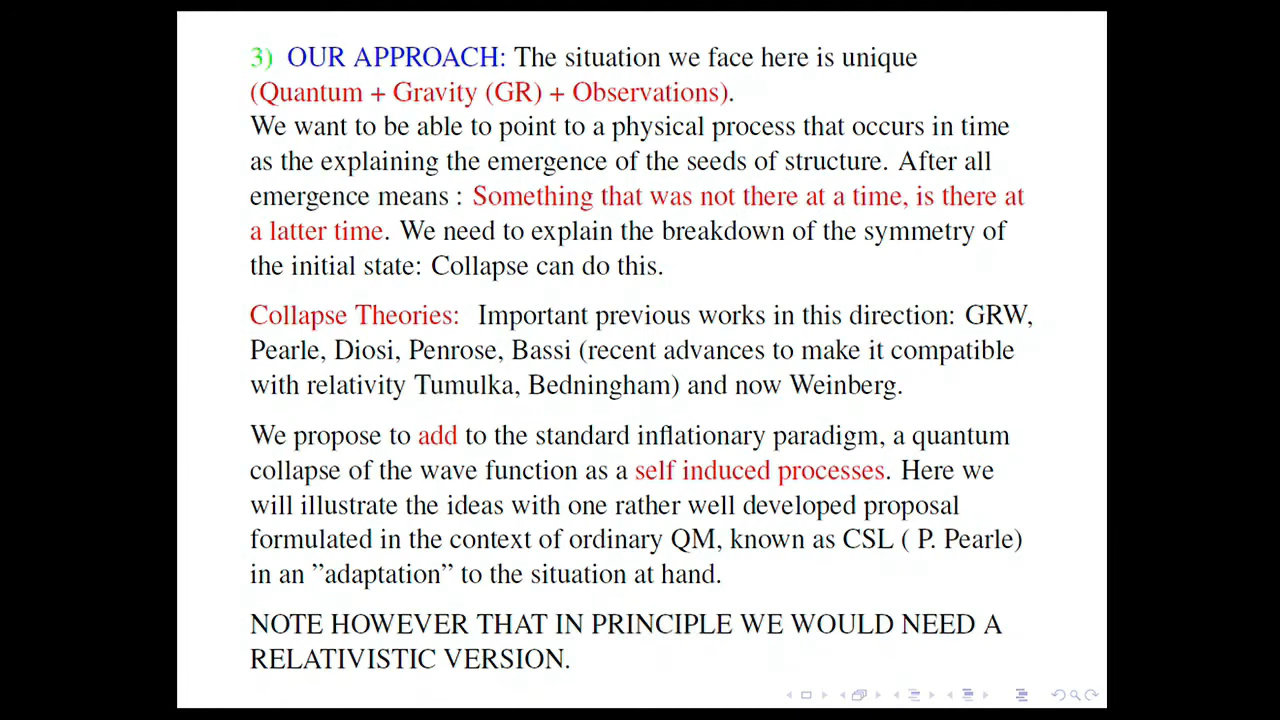 3) OUR APPROACH: The situation we face here is unique
(Quantum + Gravity (GR) + Observations).
We want to be able to point to a physical process that occurs in time
as the explaining the emergence of the seeds of structure. After all
emergence means : Something that was not there at a time, is there at
a latter time. We need to explain the breakdown of the symmetry of
the initial state: Collapse can do this.
Collapse Theories: Important previous works in this direction: GRW,
Pearle, Diosi, Penrose, Bassi (recent advances to make it compatible
with relativity Tumulka, Bedningham) and now Weinberg.
We propose to add to the standard inflationary paradigm, a quantum
collapse of the wave function as a self induced processes. Here we
will illustrate the ideas with one rather well developed proposal
formulated in the context of ordinary QM, known as CSL ( P. Pearle)
in an ”adaptation” to the situation at hand.
NOTE HOWEVER THAT IN PRINCIPLE WE WOULD NEED A
RELATIVISTIC VERSION.